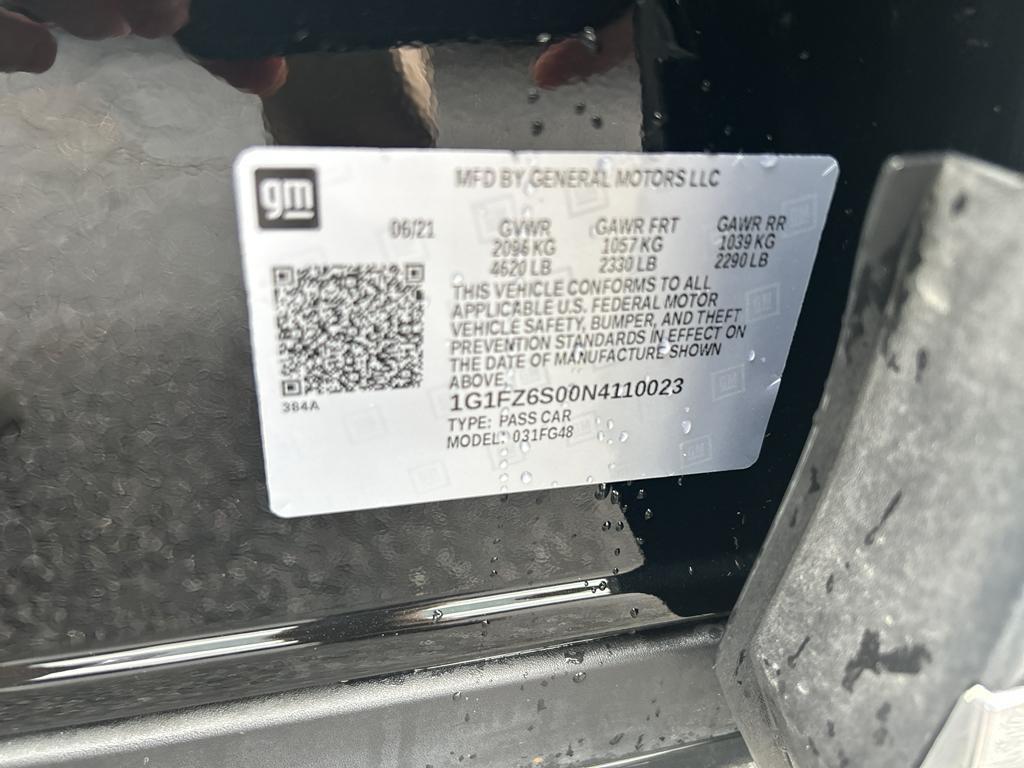 gm
MFD BY GENERAL MOTORS LLC
06/21 GVWR GAWR FRT GAWR RR
2096 KG 1057 KG 1039 KG
4620 LB 2330 LB 2290 LB
THIS VEHICLE CONFORMS TO ALL
APPLICABLE U.S. FEDERAL MOTOR
VEHICLE SAFETY, BUMPER, AND THEFT
PREVENTION STANDARDS IN EFFECT ON
THE DATE OF MANUFACTURE SHOWN
ABOVE.
384A
1G1FZ6S00N4110023
TYPE: PASS CAR
MODEL: 031FG48